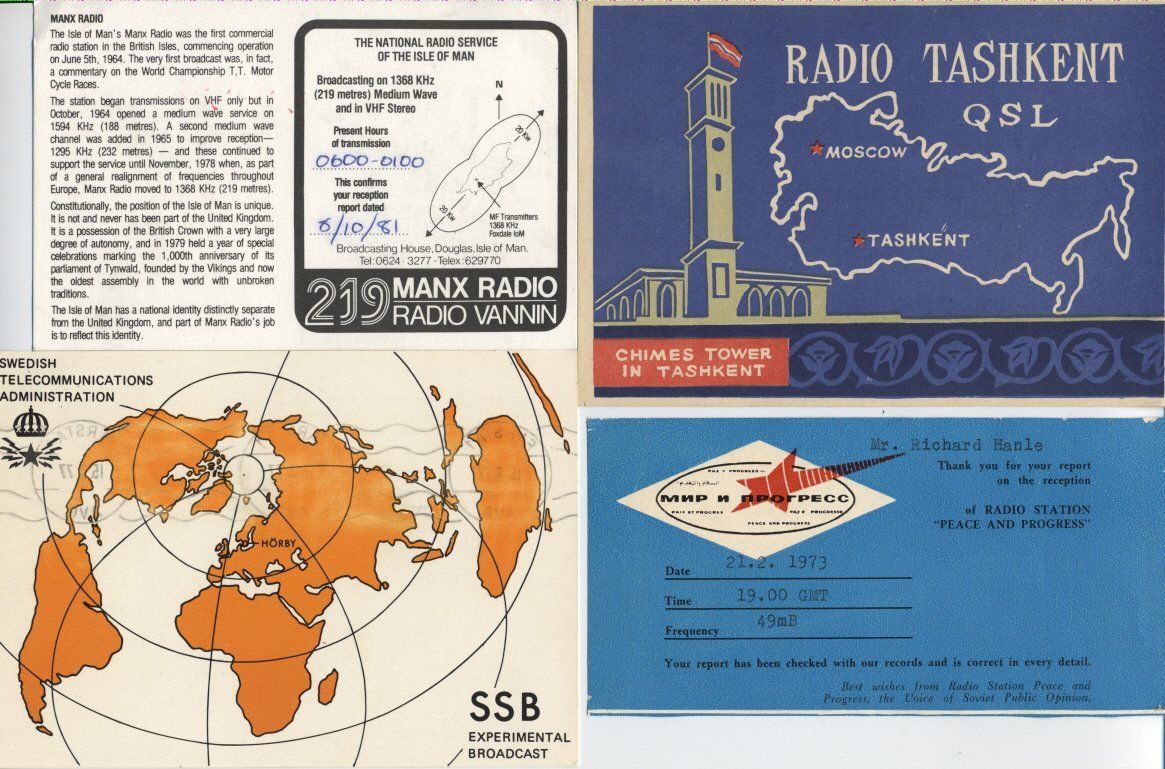 MANX RADIO
The Isle of Man's Manx Radio was the first commercial
radio station in the British Isles, commencing operation
on June 5th, 1964. The very first broadcast was, in fact,
a commentary on the World Championship T.T. Motor
Cycle Races.
The station began transmissions on VHF only but in
October, 1964 opened a medium wave service on
1594 KHz (188 metres). A second medium wave
channel was added in 1965 to improve reception—
1295 KHz (232 metres) — and these continued to
support the service until November, 1978 when, as part
of a general realignment of frequencies throughout
Europe, Manx Radio moved to 1368 KHz (219 metres).
Constitutionally, the position of the Isle of Man is unique.
It is not and never has been part of the United Kingdom.
It is a possession of the British Crown with a very large
degree of autonomy, and in 1979 held a year of special
celebrations marking the 1,000th anniversary of its
parliament of Tynwald, founded by the Vikings and now
the oldest assembly in the world with unbroken
traditions.
The Isle of Man has a national identity distinctly separate
from the United Kingdom, and part of Manx Radio's job
is to reflect this identity.
THE NATIONAL RADIO SERVICE
OF THE ISLE OF MAN
Broadcasting on 1368 KHz
(219 metres) Medium Wave
and in VHF Stereo
Present Hours
of transmission
0600-0100
This confirms
your reception
report dated
8/10/81
N
20 Kw
20 Kw
MF Transmitters
1368 KHz
Foxdale IoM
Broadcasting House, Douglas, Isle of Man.
Tel: 0624 · 3277 · Telex: 629770
219 MANX RADIO
RADIO VANNIN
RADIO TASHKENT
QSL
MOSCOW
TASHKENT
CHIMES TOWER
IN TASHKENT
SWEDISH
TELECOMMUNICATIONS
ADMINISTRATION
HÖRBY
SSB
EXPERIMENTAL
BROADCAST
Mr. Richard Hanle
Thank you for your report
on the reception
of RADIO STATION
"PEACE AND PROGRESS"
PAZ Y PROGRESO
МИР И ПРОГРЕСС
PAIX ET PROGRES
PAZ E PROGRESSO
PEACE AND PROGRESS
Date 21.2. 1973
Time 19.00 GMT
Frequency 49mB
Your report has been checked with our records and is correct in every detail.
Best wishes from Radio Station Peace and
Progress, the Voice of Soviet Public Opinion.